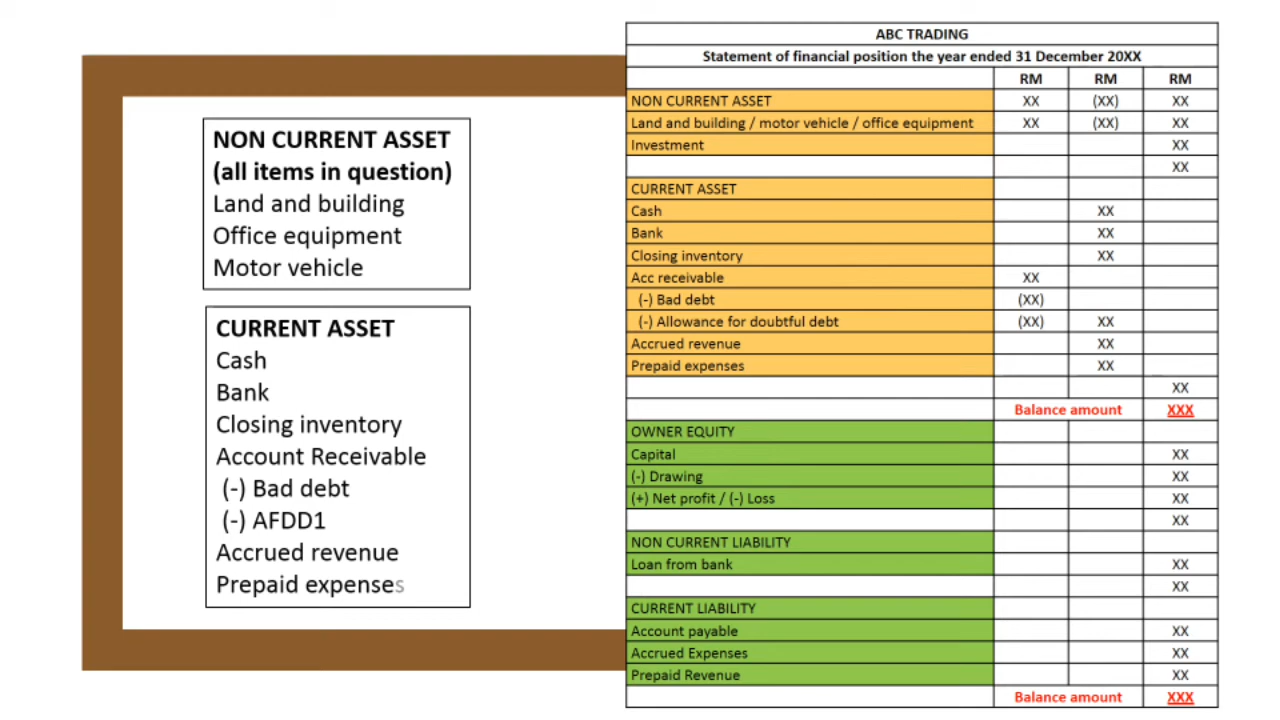 NON CURRENT ASSET
(all items in question)
Land and building
Office equipment
Motor vehicle
CURRENT ASSET
Cash
Bank
Closing inventory
Account Receivable
(-) Bad debt
(-) AFDD1
Accrued revenue
Prepaid expenses
ABC TRADING
Statement of financial position the year ended 31 December 20XX
RM RM RM
NON CURRENT ASSET XX (XX) XX
Land and building / motor vehicle / office equipment XX (XX) XX
Investment XX
XX
CURRENT ASSET
Cash XX
Bank XX
Closing inventory XX
Acc receivable XX
(-) Bad debt (XX)
(-) Allowance for doubtful debt (XX) XX
Accrued revenue XX
Prepaid expenses XX
XX
Balance amount XXX
OWNER EQUITY
Capital XX
(-) Drawing XX
(+) Net profit / (-) Loss XX
XX
NON CURRENT LIABILITY
Loan from bank XX
XX
CURRENT LIABILITY
Account payable XX
Accrued Expenses XX
Prepaid Revenue XX
Balance amount XXX